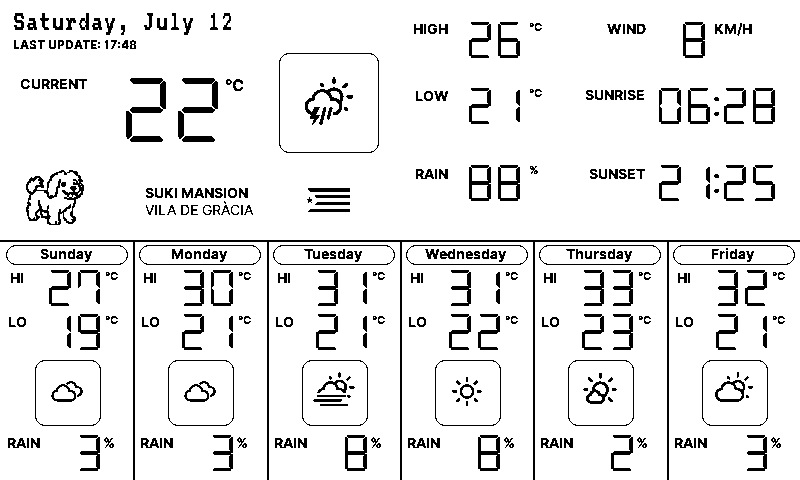 Saturday, July 12
LAST UPDATE: 17:48
CURRENT 22 °C
HIGH 26 °C
WIND 8 KM/H
LOW 21 °C
SUNRISE 06:28
RAIN 88 %
SUNSET 21:25
SUKI MANSION
VILA DE GRÀCIA
Sunday
HI 27 °C
LO 19 °C
RAIN 3 %
Monday
HI 30 °C
LO 21 °C
RAIN 3 %
Tuesday
HI 31 °C
LO 21 °C
RAIN 8 %
Wednesday
HI 31 °C
LO 22 °C
RAIN 8 %
Thursday
HI 33 °C
LO 23 °C
RAIN 2 %
Friday
HI 32 °C
LO 21 °C
RAIN 3 %